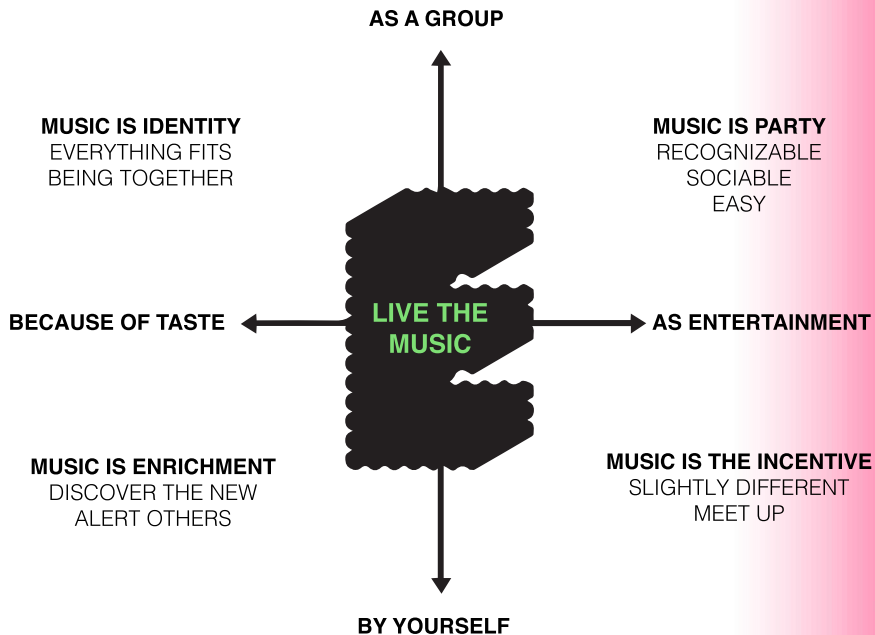 AS A GROUP
MUSIC IS IDENTITY
EVERYTHING FITS
BEING TOGETHER
MUSIC IS PARTY
RECOGNIZABLE
SOCIABLE
EASY
BECAUSE OF TASTE
LIVE THE
MUSIC
AS ENTERTAINMENT
MUSIC IS ENRICHMENT
DISCOVER THE NEW
ALERT OTHERS
MUSIC IS THE INCENTIVE
SLIGHTLY DIFFERENT
MEET UP
BY YOURSELF